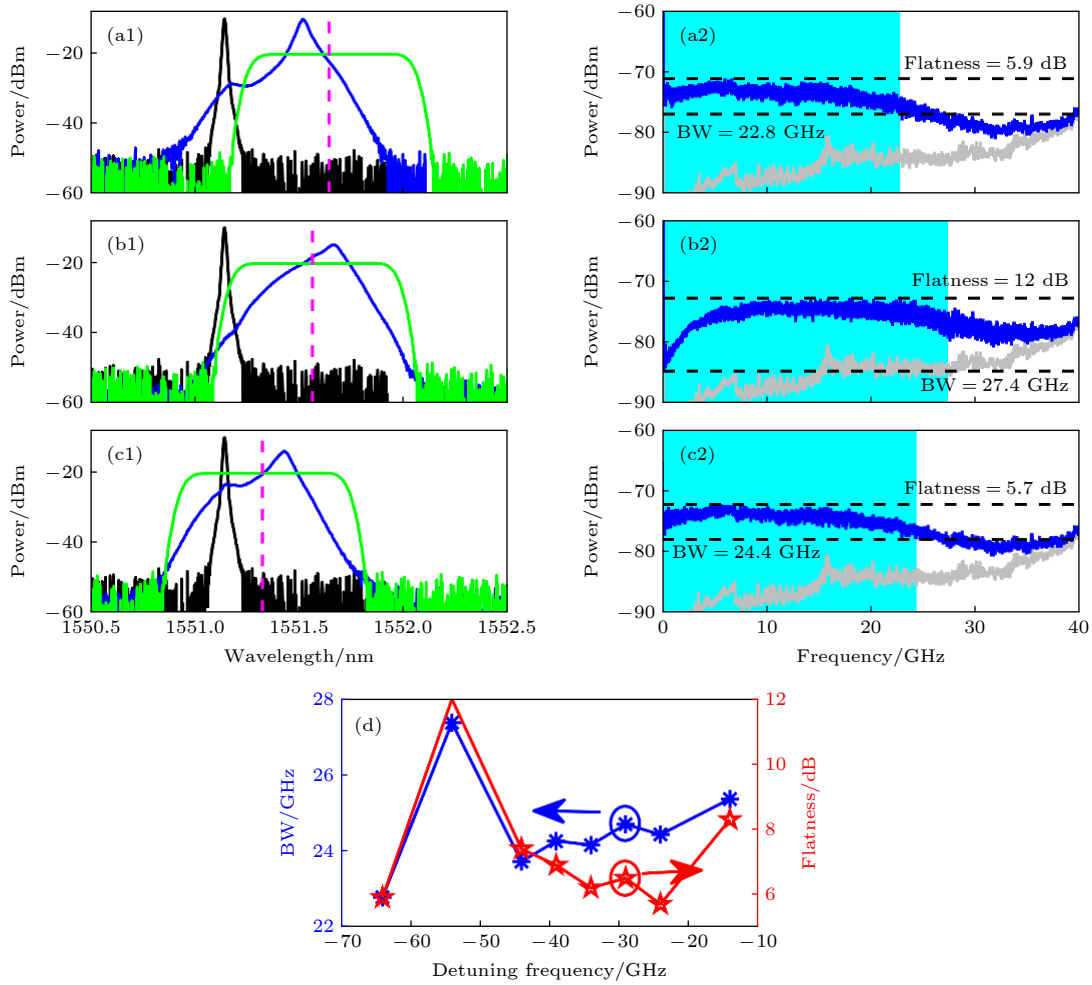 (a1)
Power/dBm
−20
−40
−60
(a2)
Power/dBm
−60
−70
−80
−90
Flatness = 5.9 dB
BW = 22.8 GHz
(b1)
Power/dBm
−20
−40
−60
(b2)
Power/dBm
−60
−70
−80
−90
Flatness = 12 dB
BW = 27.4 GHz
(c1)
Power/dBm
−20
−40
−60
1550.5 1551.0 1551.5 1552.0 1552.5
Wavelength/nm
(c2)
Power/dBm
−60
−70
−80
−90
Flatness = 5.7 dB
BW = 24.4 GHz
0 10 20 30 40
Frequency/GHz
(d)
BW/GHz
28
26
24
22
12
10
8
6
Flatness/dB
−70 −60 −50 −40 −30 −20 −10
Detuning frequency/GHz